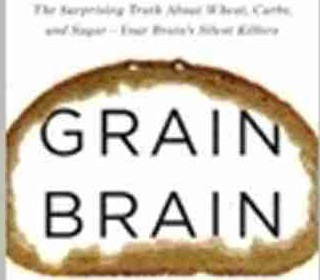 The Surprising Truth About Wheat, Carbs,
and Sugar–Your Brain's Silent Killers
GRAIN
BRAIN